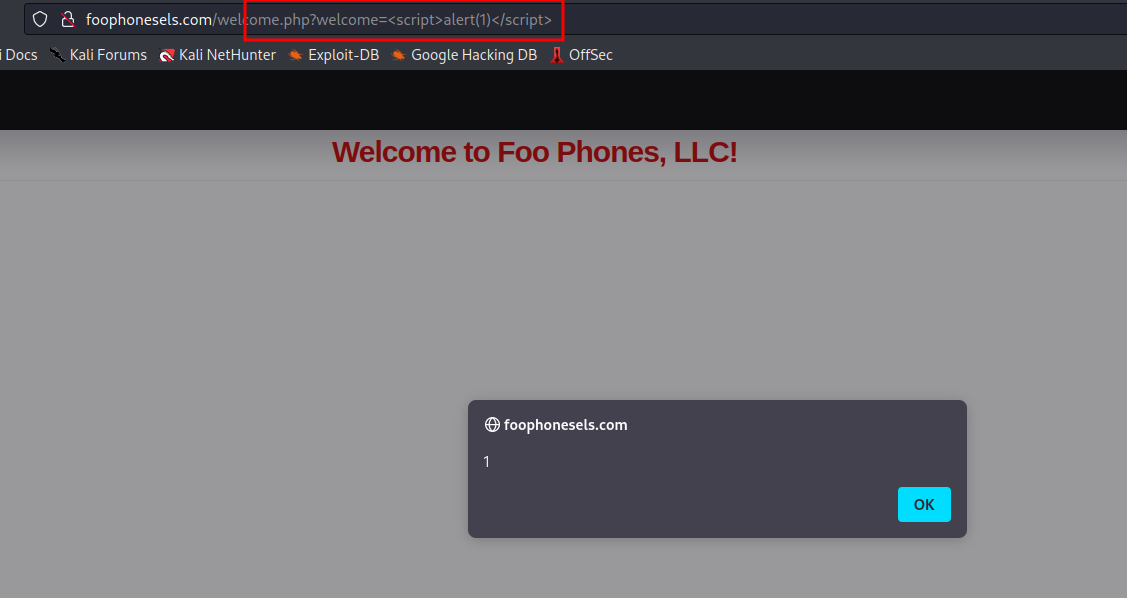 foophonesels.com/welcome.php?welcome=<script>alert(1)</script>
i Docs Kali Forums Kali NetHunter Exploit-DB Google Hacking DB OffSec
Welcome to Foo Phones, LLC!
foophonesels.com
1
OK